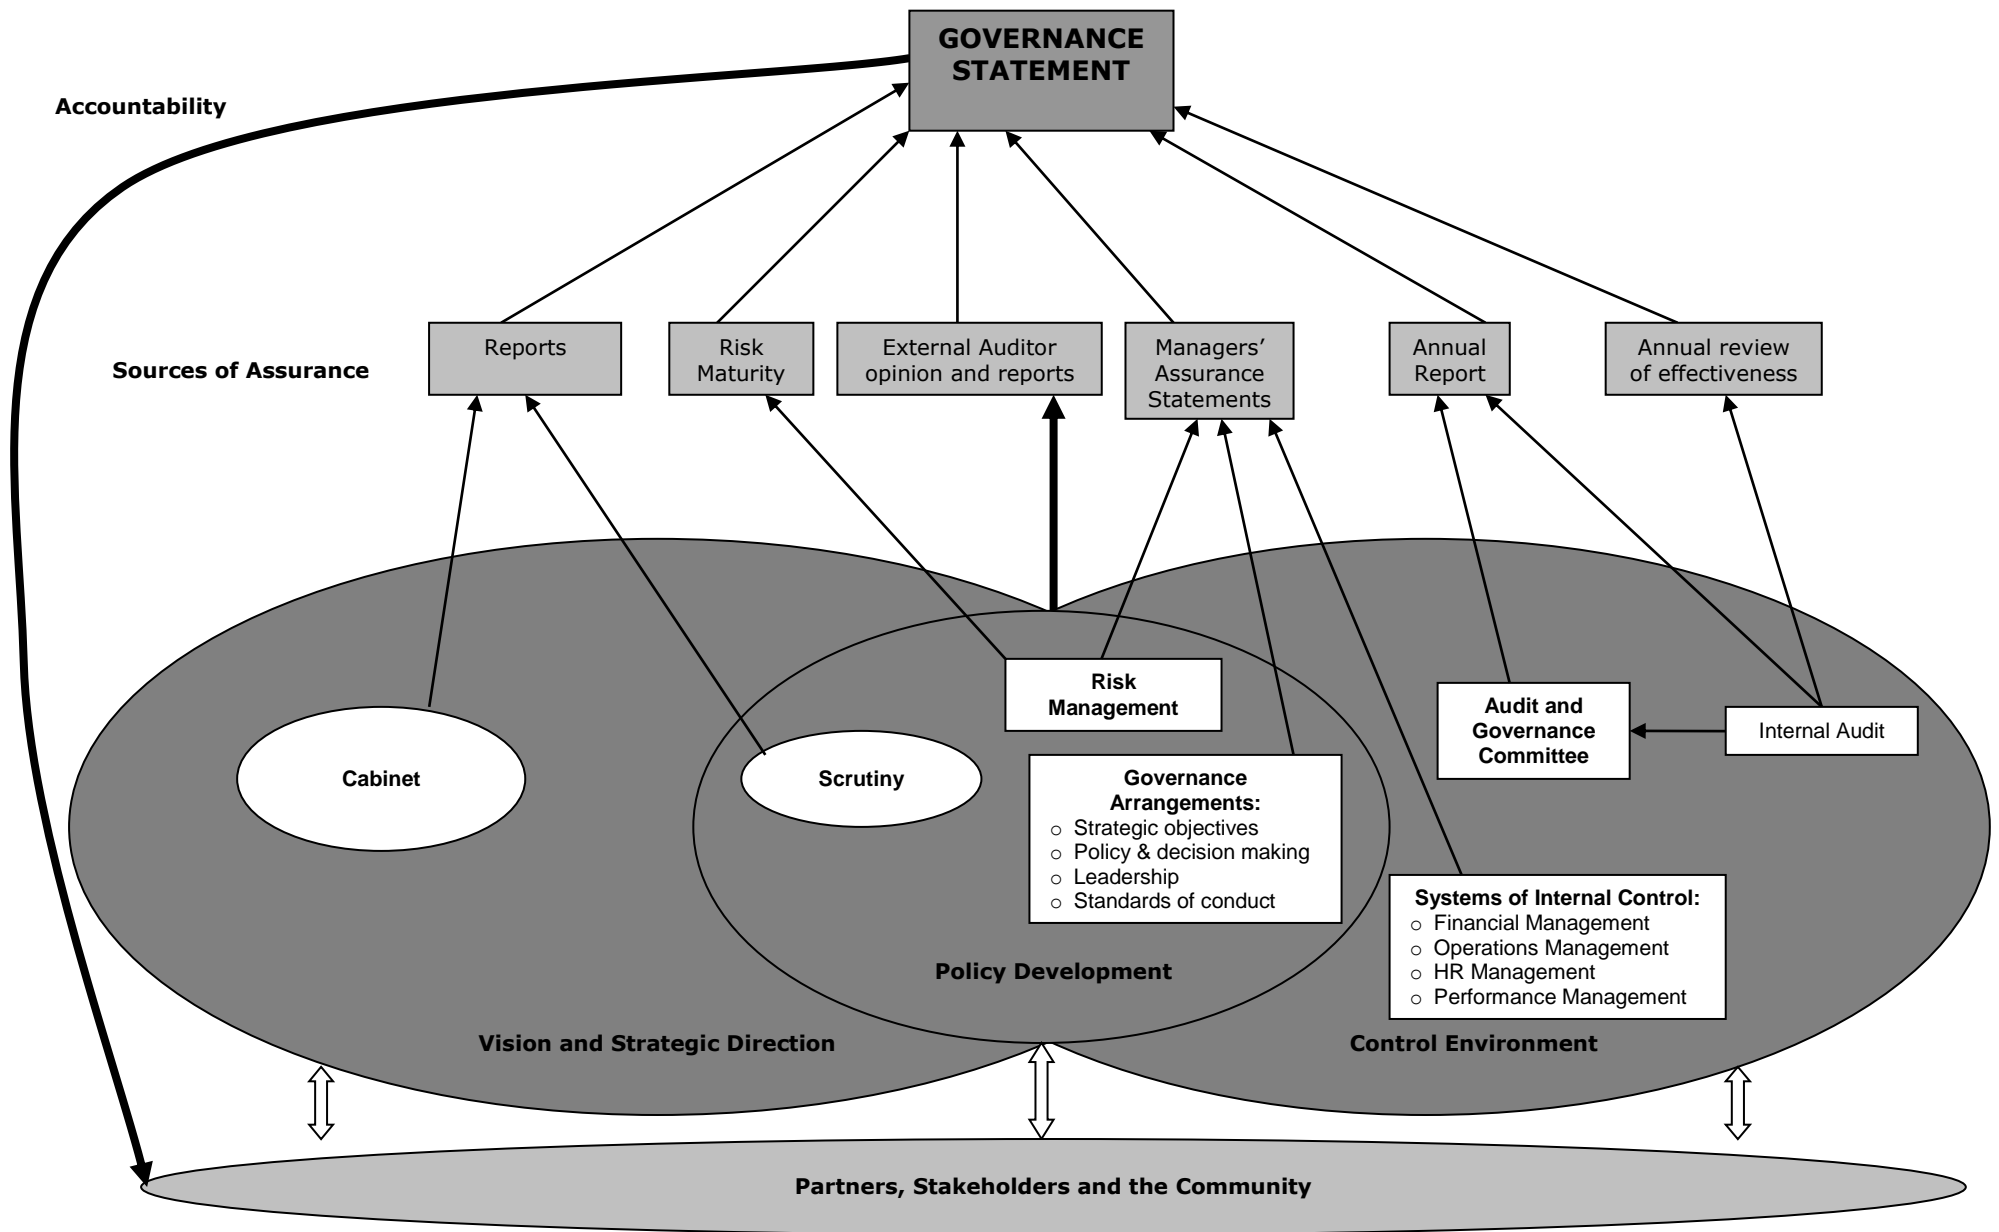 GOVERNANCE
STATEMENT
Accountability
Sources of Assurance
Reports
Risk
Maturity
External Auditor
opinion and reports
Managers’
Assurance
Statements
Annual
Report
Annual review
of effectiveness
Risk
Management
Cabinet
Scrutiny
Governance
Arrangements:
○ Strategic objectives
○ Policy & decision making
○ Leadership
○ Standards of conduct
Audit and
Governance
Committee
Internal Audit
Systems of Internal Control:
○ Financial Management
○ Operations Management
○ HR Management
○ Performance Management
Policy Development
Vision and Strategic Direction
Control Environment
Partners, Stakeholders and the Community